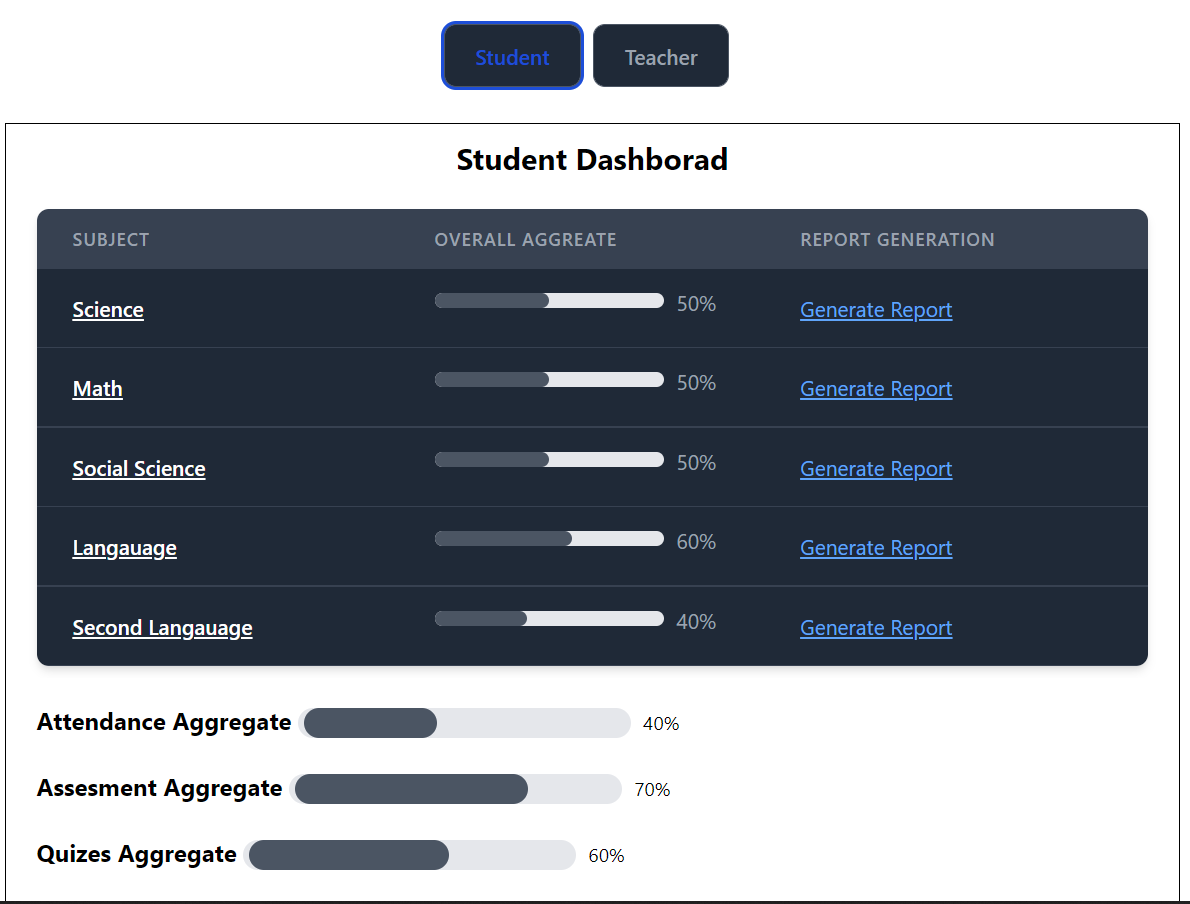 Student Teacher
Student Dashborad
SUBJECT OVERALL AGGREATE REPORT GENERATION
Science 50% Generate Report
Math 50% Generate Report
Social Science 50% Generate Report
Langauage 60% Generate Report
Second Langauage 40% Generate Report
Attendance Aggregate 40%
Assesment Aggregate 70%
Quizes Aggregate 60%